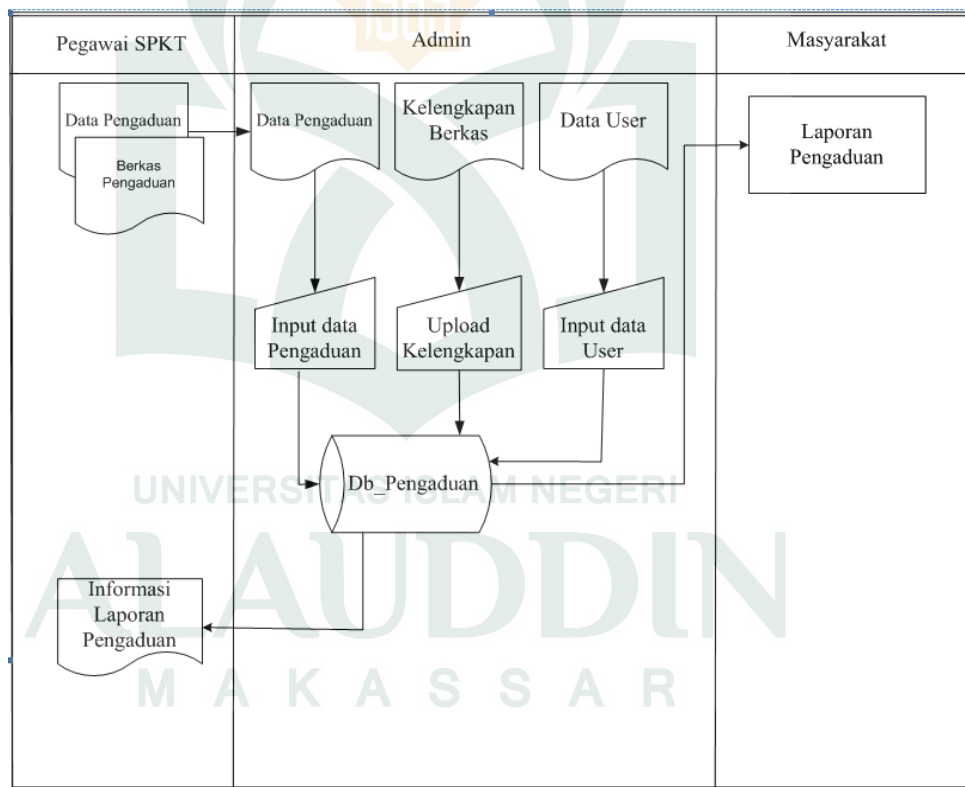 Pegawai SPKT
Admin
Masyarakat
Data Pengaduan
Berkas
Pengaduan
Data Pengaduan
Kelengkapan
Berkas
Data User
Laporan
Pengaduan
Input data
Pengaduan
Upload
Kelengkapan
Input data
User
Db_Pengaduan
UNIVERSITAS ISLAM NEGERI
ALAUDDIN
MAKASSAR
Informasi
Laporan
Pengaduan